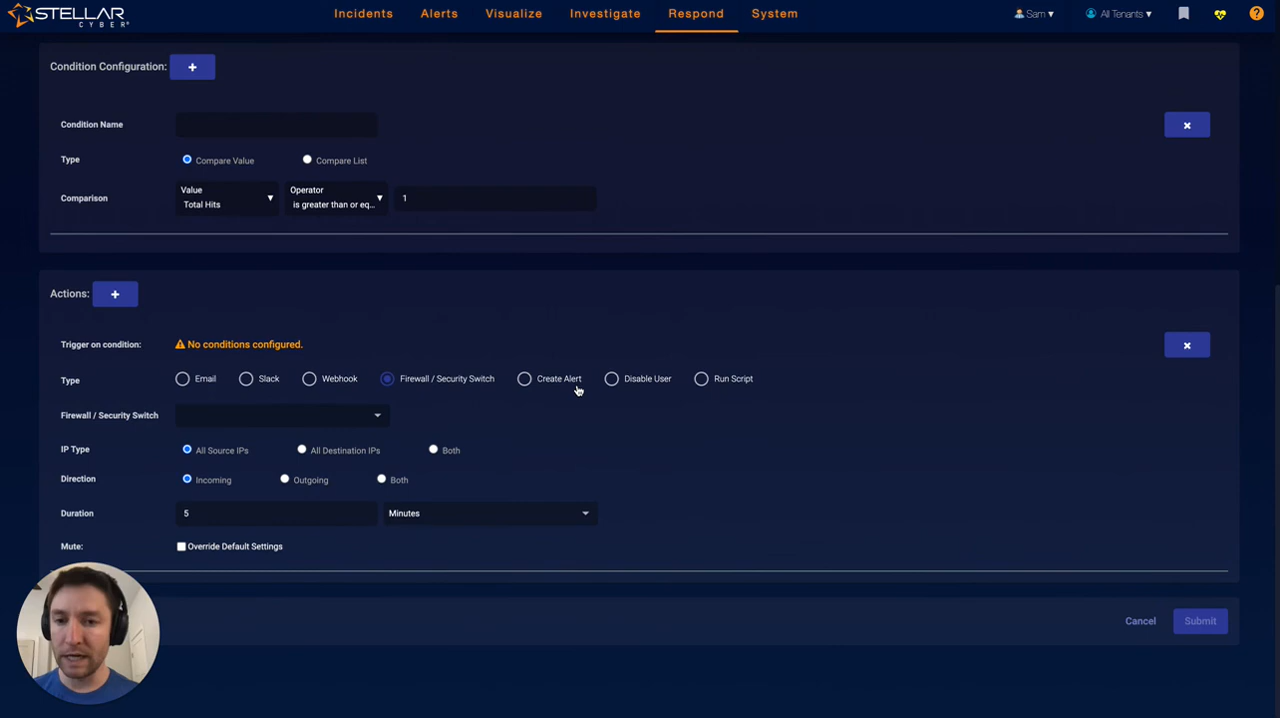 STELLAR
CYBER
Incidents Alerts Visualize Investigate Respond System
Sam All Tenants ?
Condition Configuration: +
Condition Name
Type Compare Value Compare List
Comparison Value Total Hits Operator is greater than or eq... 1
Actions: +
Trigger on condition: No conditions configured.
Type Email Slack Webhook Firewall / Security Switch Create Alert Disable User Run Script
Firewall / Security Switch
IP Type All Source IPs All Destination IPs Both
Direction Incoming Outgoing Both
Duration 5 Minutes
Mute: Override Default Settings
Cancel Submit